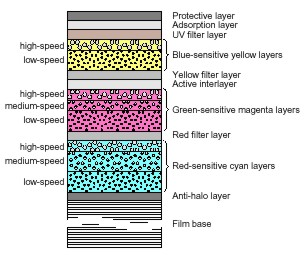 Protective layer
Adsorption layer
UV filter layer
high-speed
Blue-sensitive yellow layers
low-speed
Yellow filter layer
Active interlayer
high-speed
medium-speed
Green-sensitive magenta layers
low-speed
Red filter layer
high-speed
medium-speed
Red-sensitive cyan layers
low-speed
Anti-halo layer
Film base